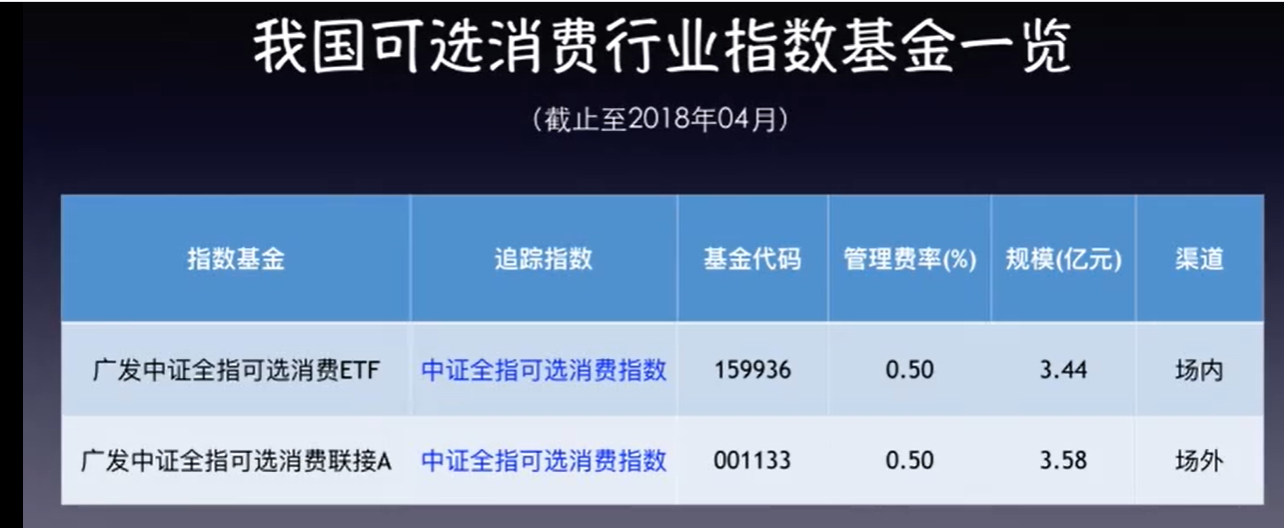 我国可选消费行业指数基金一览
(截止至2018年04月)
指数基金 追踪指数 基金代码 管理费率(%) 规模(亿元) 渠道
广发中证全指可选消费ETF 中证全指可选消费指数 159936 0.50 3.44 场内
广发中证全指可选消费联接A 中证全指可选消费指数 001133 0.50 3.58 场外